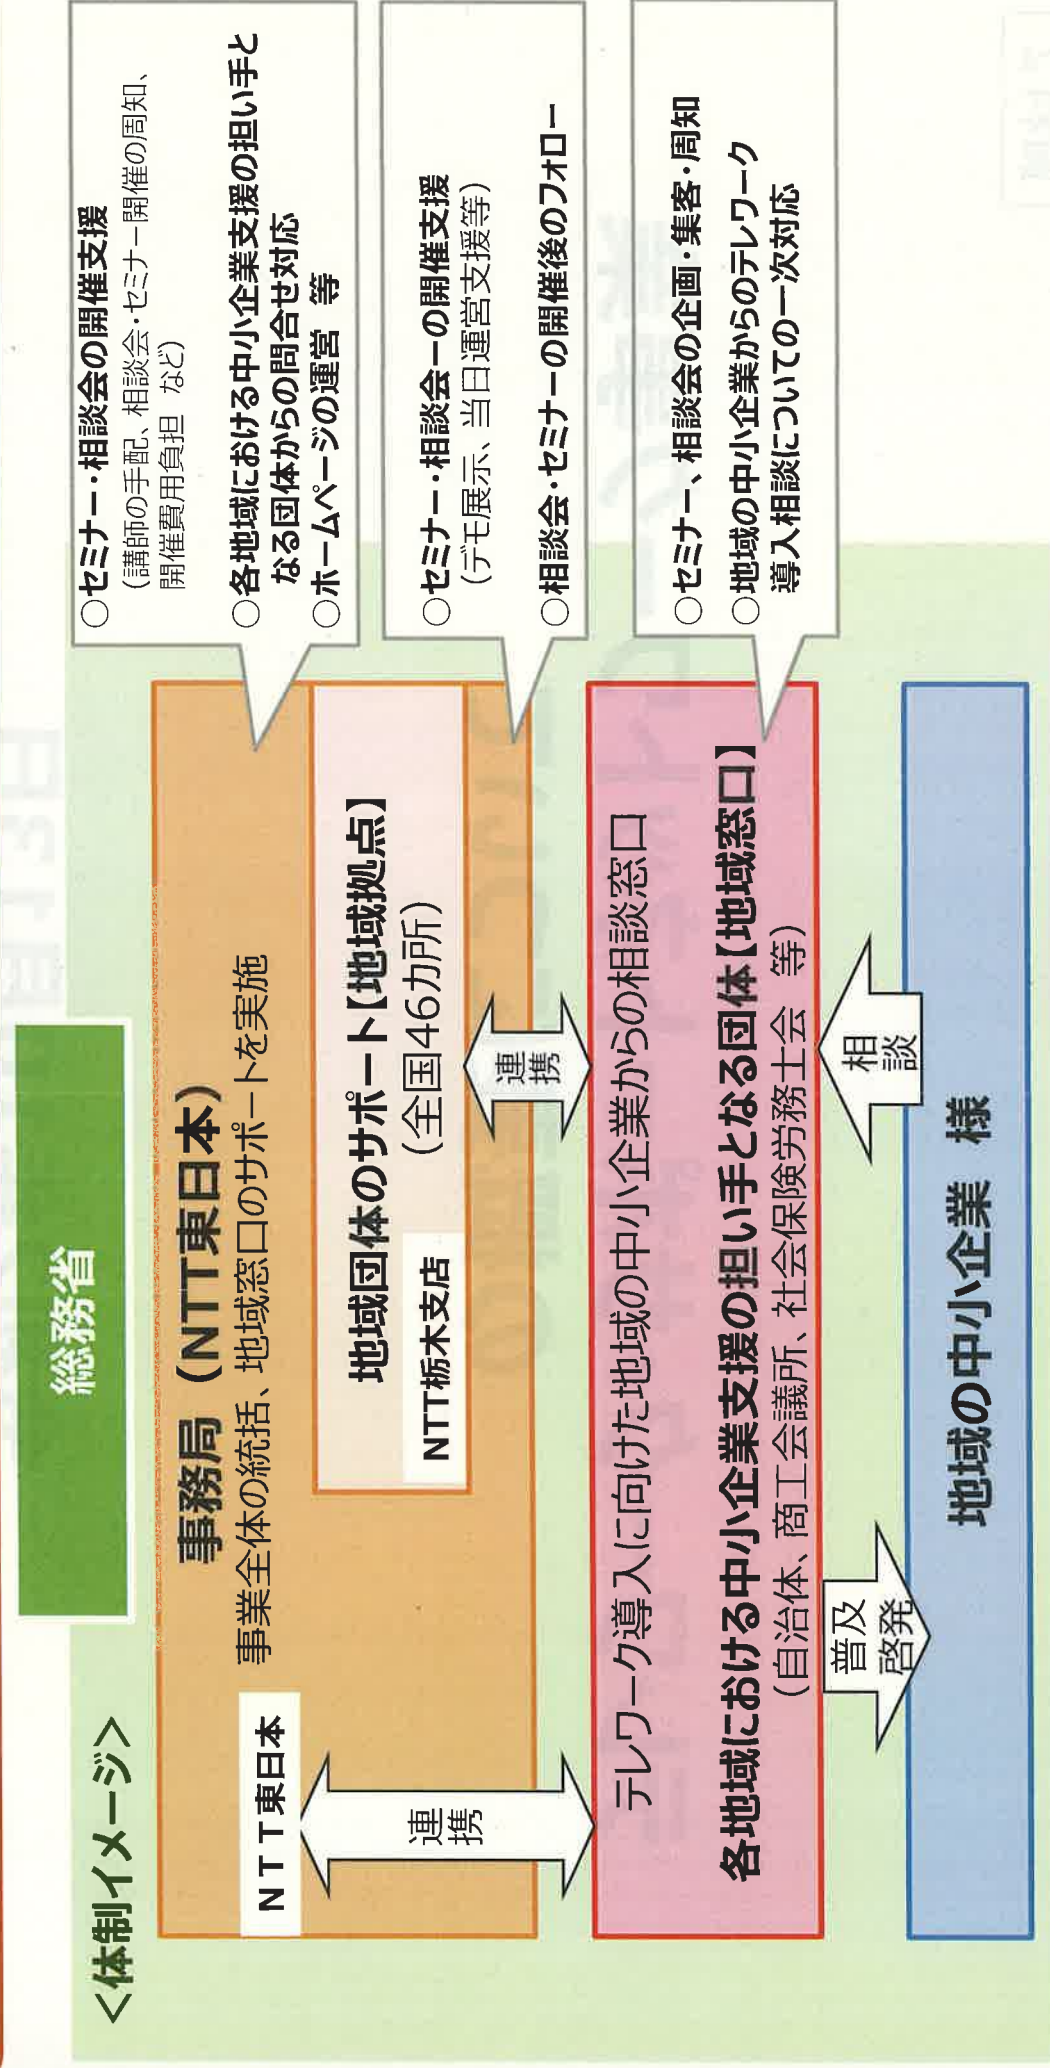 <体制イメージ>
総務省
事務局（NTT東日本）
事業全体の統括、地域窓口のサポートを実施
NTT東日本
地域団体のサポート【地域拠点】
（全国46カ所）
NTT栃木支店
連携
連携
テレワーク導入に向けた地域の中小企業からの相談窓口
各地域における中小企業支援の担い手となる団体【地域窓口】
（自治体、商工会議所、社会保険労務士会　等）
普及
啓発
相談
地域の中小企業　様
○セミナー・相談会の開催支援
（講師の手配、相談会・セミナー開催の周知、
開催費用負担　など）
○各地域における中小企業支援の担い手と
なる団体からの問合せ対応
○ホームページの運営　等
○セミナー・相談会ーの開催支援
（デモ展示、当日運営支援等）
○相談会・セミナーの開催後のフォロー
○セミナー、相談会の企画・集客・周知
○地域の中小企業からのテレワーク
導入相談についての一次対応